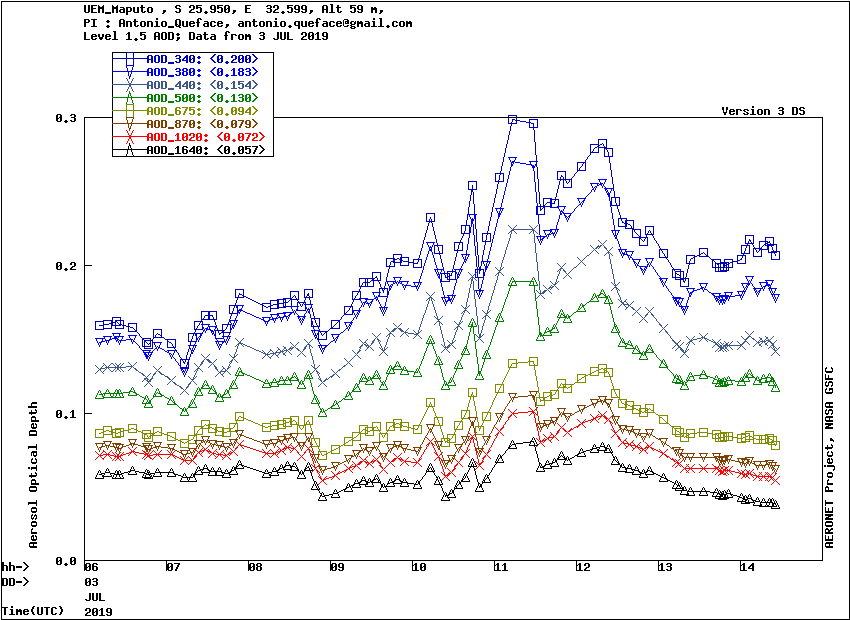 UEM_Maputo , S 25.950, E  32.599, Alt 59 m,
PI : Antonio_Queface, antonio.queface@gmail.com
Level 1.5 AOD; Data from 3 JUL 2019
AOD_340: <0.200>
AOD_380: <0.183>
AOD_440: <0.154>
AOD_500: <0.130>
AOD_675: <0.094>
AOD_870: <0.079>
AOD_1020: <0.072>
AOD_1640: <0.057>
Version 3 DS
0.3
0.2
0.1
0.0
Aerosol Optical Depth
AERONET Project, NASA GSFC
hh-> 06 07 08 09 10 11 12 13 14
DD-> 03
JUL
Time(UTC) 2019